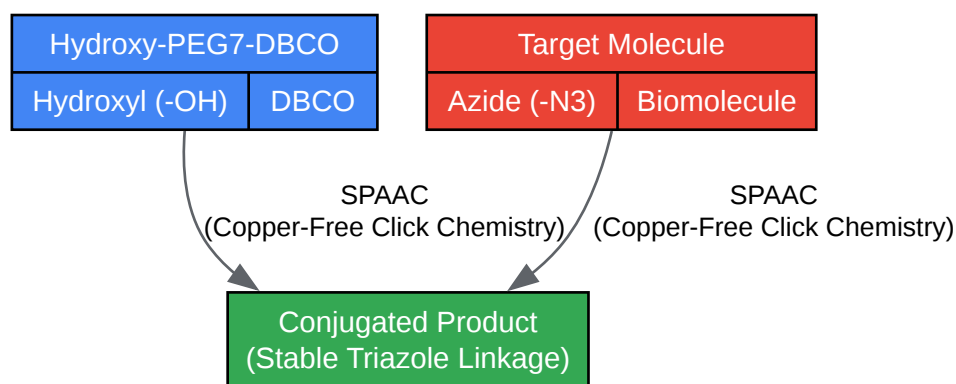 Hydroxy-PEG7-DBCO
Hydroxyl (-OH)
DBCO
Target Molecule
Azide (-N3)
Biomolecule
SPAAC
(Copper-Free Click Chemistry)
SPAAC
(Copper-Free Click Chemistry)
Conjugated Product
(Stable Triazole Linkage)